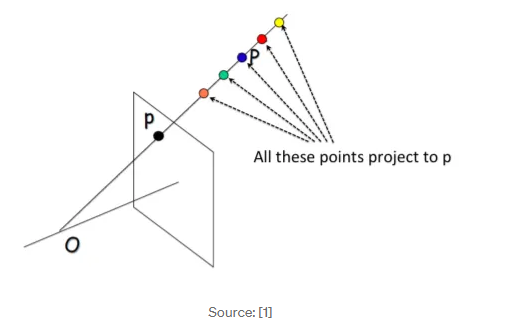 P
p
All these points project to p
O
Source: [1]